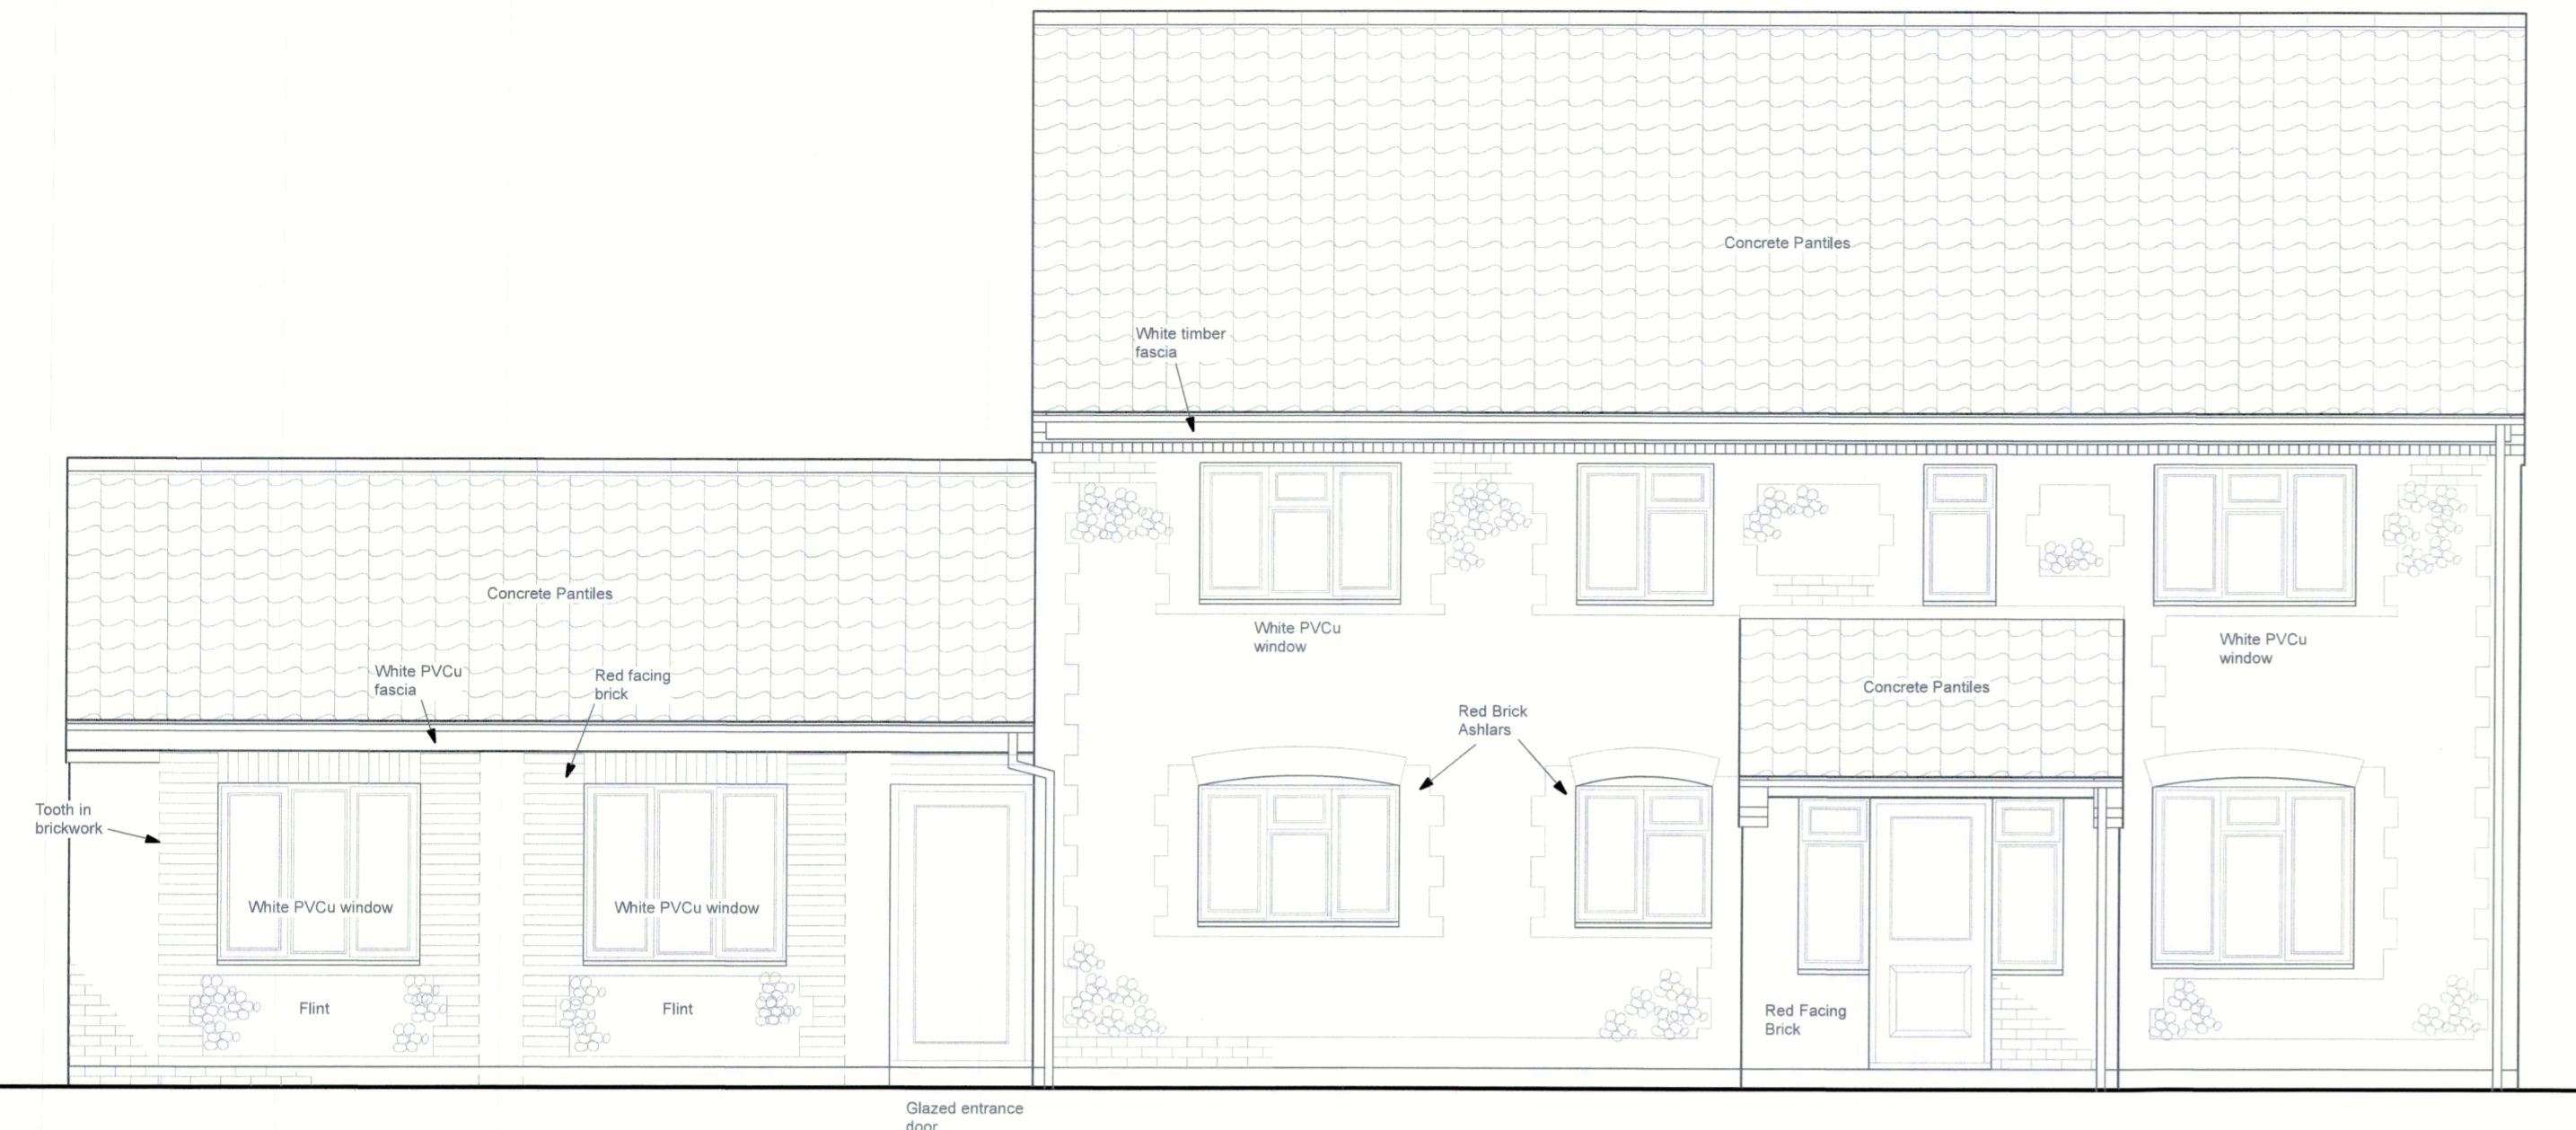 Concrete Pantiles
White timber
fascia
Concrete Pantiles
White PVCu
window
White PVCu
window
White PVCu
fascia
Red facing
brick
Concrete Pantiles
Red Brick
Ashlars
Tooth in
brickwork
White PVCu window
White PVCu window
Flint
Flint
Red Facing
Brick
Glazed entrance
door